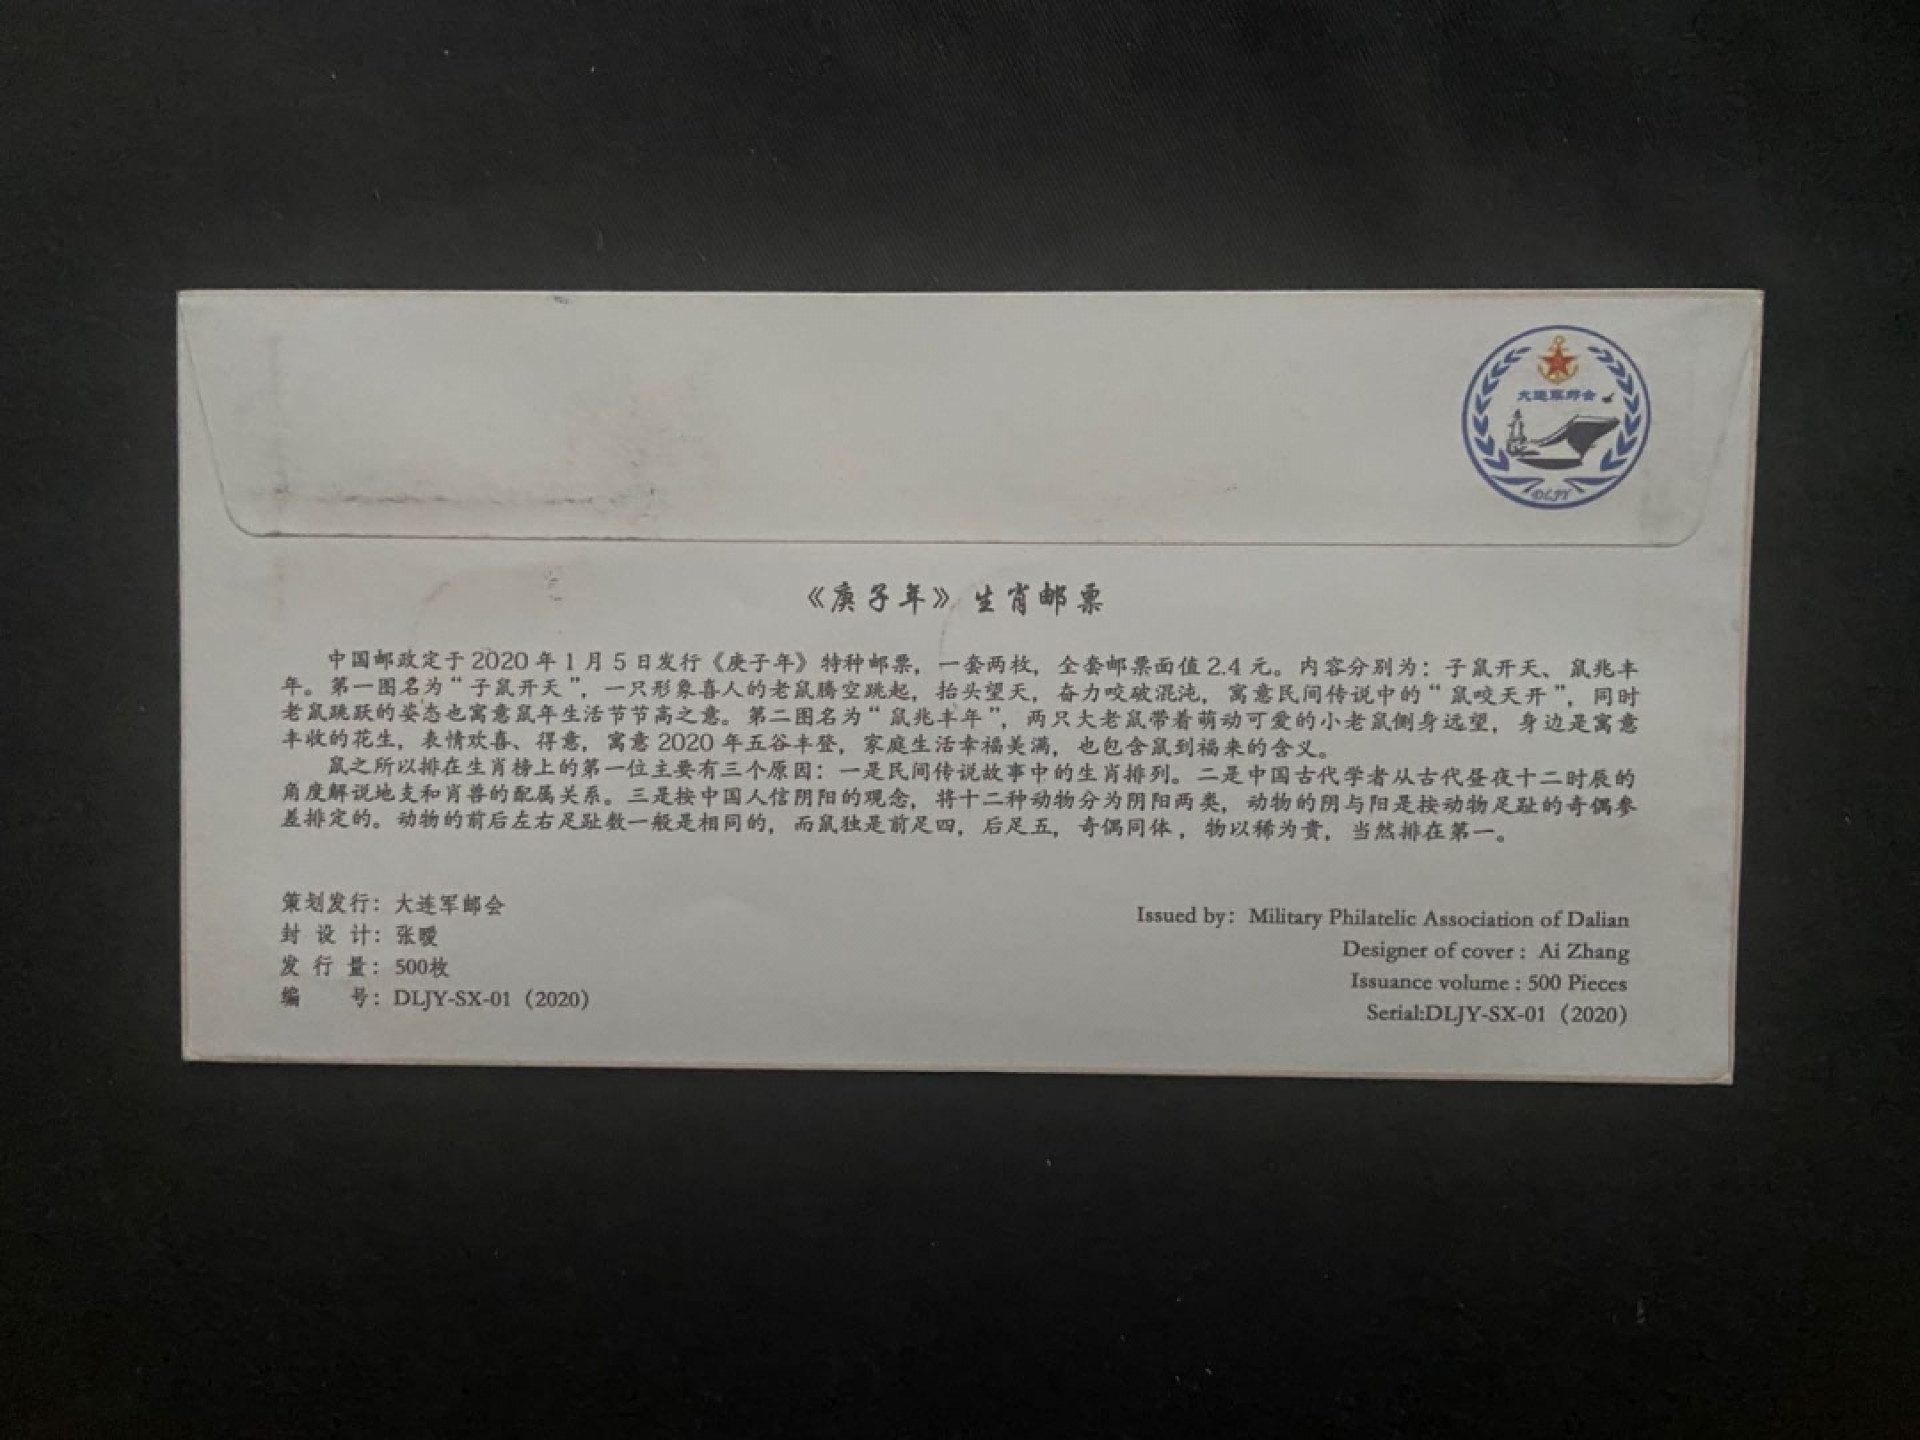 大连军邮会
DLJY
《庚子年》生肖邮票
中国邮政定于 2020 年 1 月 5 日发行《庚子年》特种邮票，一套两枚，全套邮票面值 2.4 元。内容分别为：子鼠开天、鼠兆丰
年。第一图名为“子鼠开天”，一只形象喜人的老鼠腾空跳起，抬头望天，奋力咬破混沌，寓意民间传说中的“鼠咬天开”，同时
老鼠跳跃的姿态也寓意鼠年生活节节高之意。第二图名为“鼠兆丰年”，两只大老鼠带着萌动可爱的小老鼠侧身远望，身边是寓意
丰收的花生，表情欢喜、得意，寓意 2020 年五谷丰登，家庭生活幸福美满，也包含鼠到福来的含义。
鼠之所以排在生肖榜上的第一位主要有三个原因：一是民间传说故事中的生肖排列。二是中国古代学者从古代昼夜十二时辰的
角度解说地支和肖兽的配属关系。三是按中国人信阴阳的观念，将十二种动物分为阴阳两类，动物的阴与阳是按动物足趾的奇偶参
差排定的。动物的前后左右足趾数一般是相同的，而鼠独是前足四，后足五，奇偶同体，物以稀为贵，当然排在第一。
策划发行：大连军邮会
封 设 计：张暧
发 行 量：500枚
编 号：DLJY-SX-01（2020）
Issued by： Military Philatelic Association of Dalian
Designer of cover： Ai Zhang
Issuance volume : 500 Pieces
Serial:DLJY-SX-01（2020）